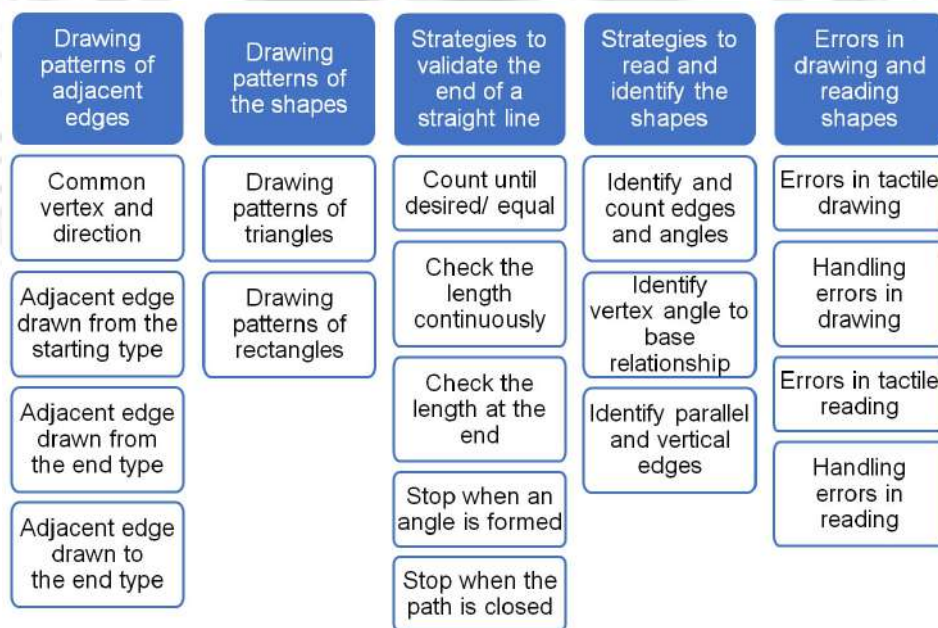 Drawing
patterns of
adjacent
edges
Common
vertex and
direction
Adjacent edge
drawn from the
starting type
Adjacent edge
drawn from
the end type
Adjacent edge
drawn to
the end type
Drawing
patterns of
the shapes
Drawing
patterns of
triangles
Drawing
patterns of
rectangles
Strategies to
validate the
end of a
straight line
Count until
desired/ equal
Check the
length
continuously
Check the
length at the
end
Stop when an
angle is formed
Stop when the
path is closed
Strategies to
read and
identify the
shapes
Identify and
count edges
and angles
Identify
vertex angle to
base
relationship
Identify parallel
and vertical
edges
Errors in
drawing and
reading
shapes
Errors in tactile
drawing
Handling
errors in
drawing
Errors in tactile
reading
Handling
errors in
reading